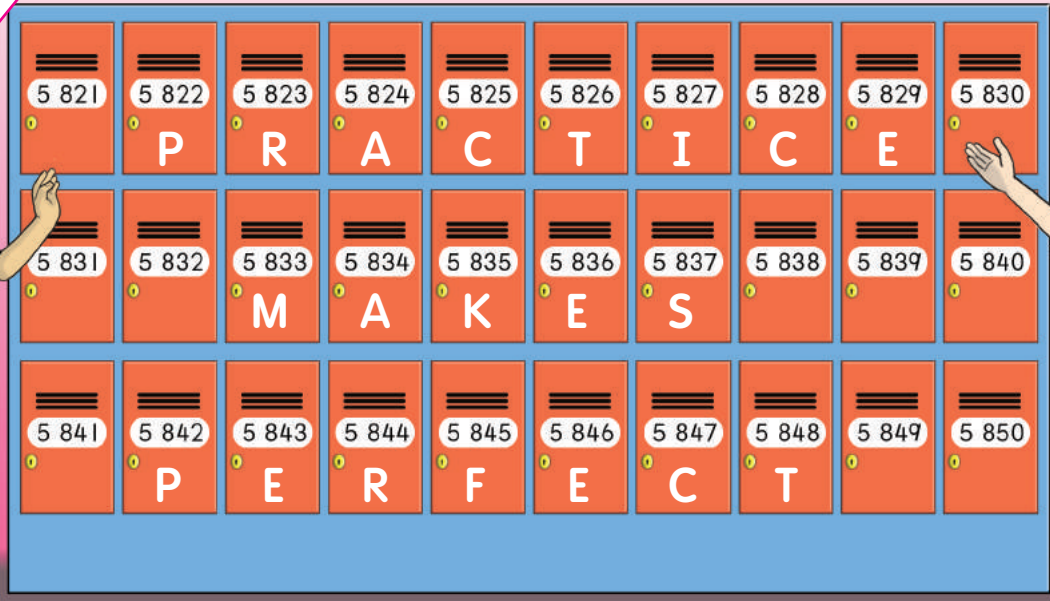 5 821 5 822 5 823 5 824 5 825 5 826 5 827 5 828 5 829 5 830
P R A C T I C E
5 831 5 832 5 833 5 834 5 835 5 836 5 837 5 838 5 839 5 840
M A K E S
5 841 5 842 5 843 5 844 5 845 5 846 5 847 5 848 5 849 5 850
P E R F E C T